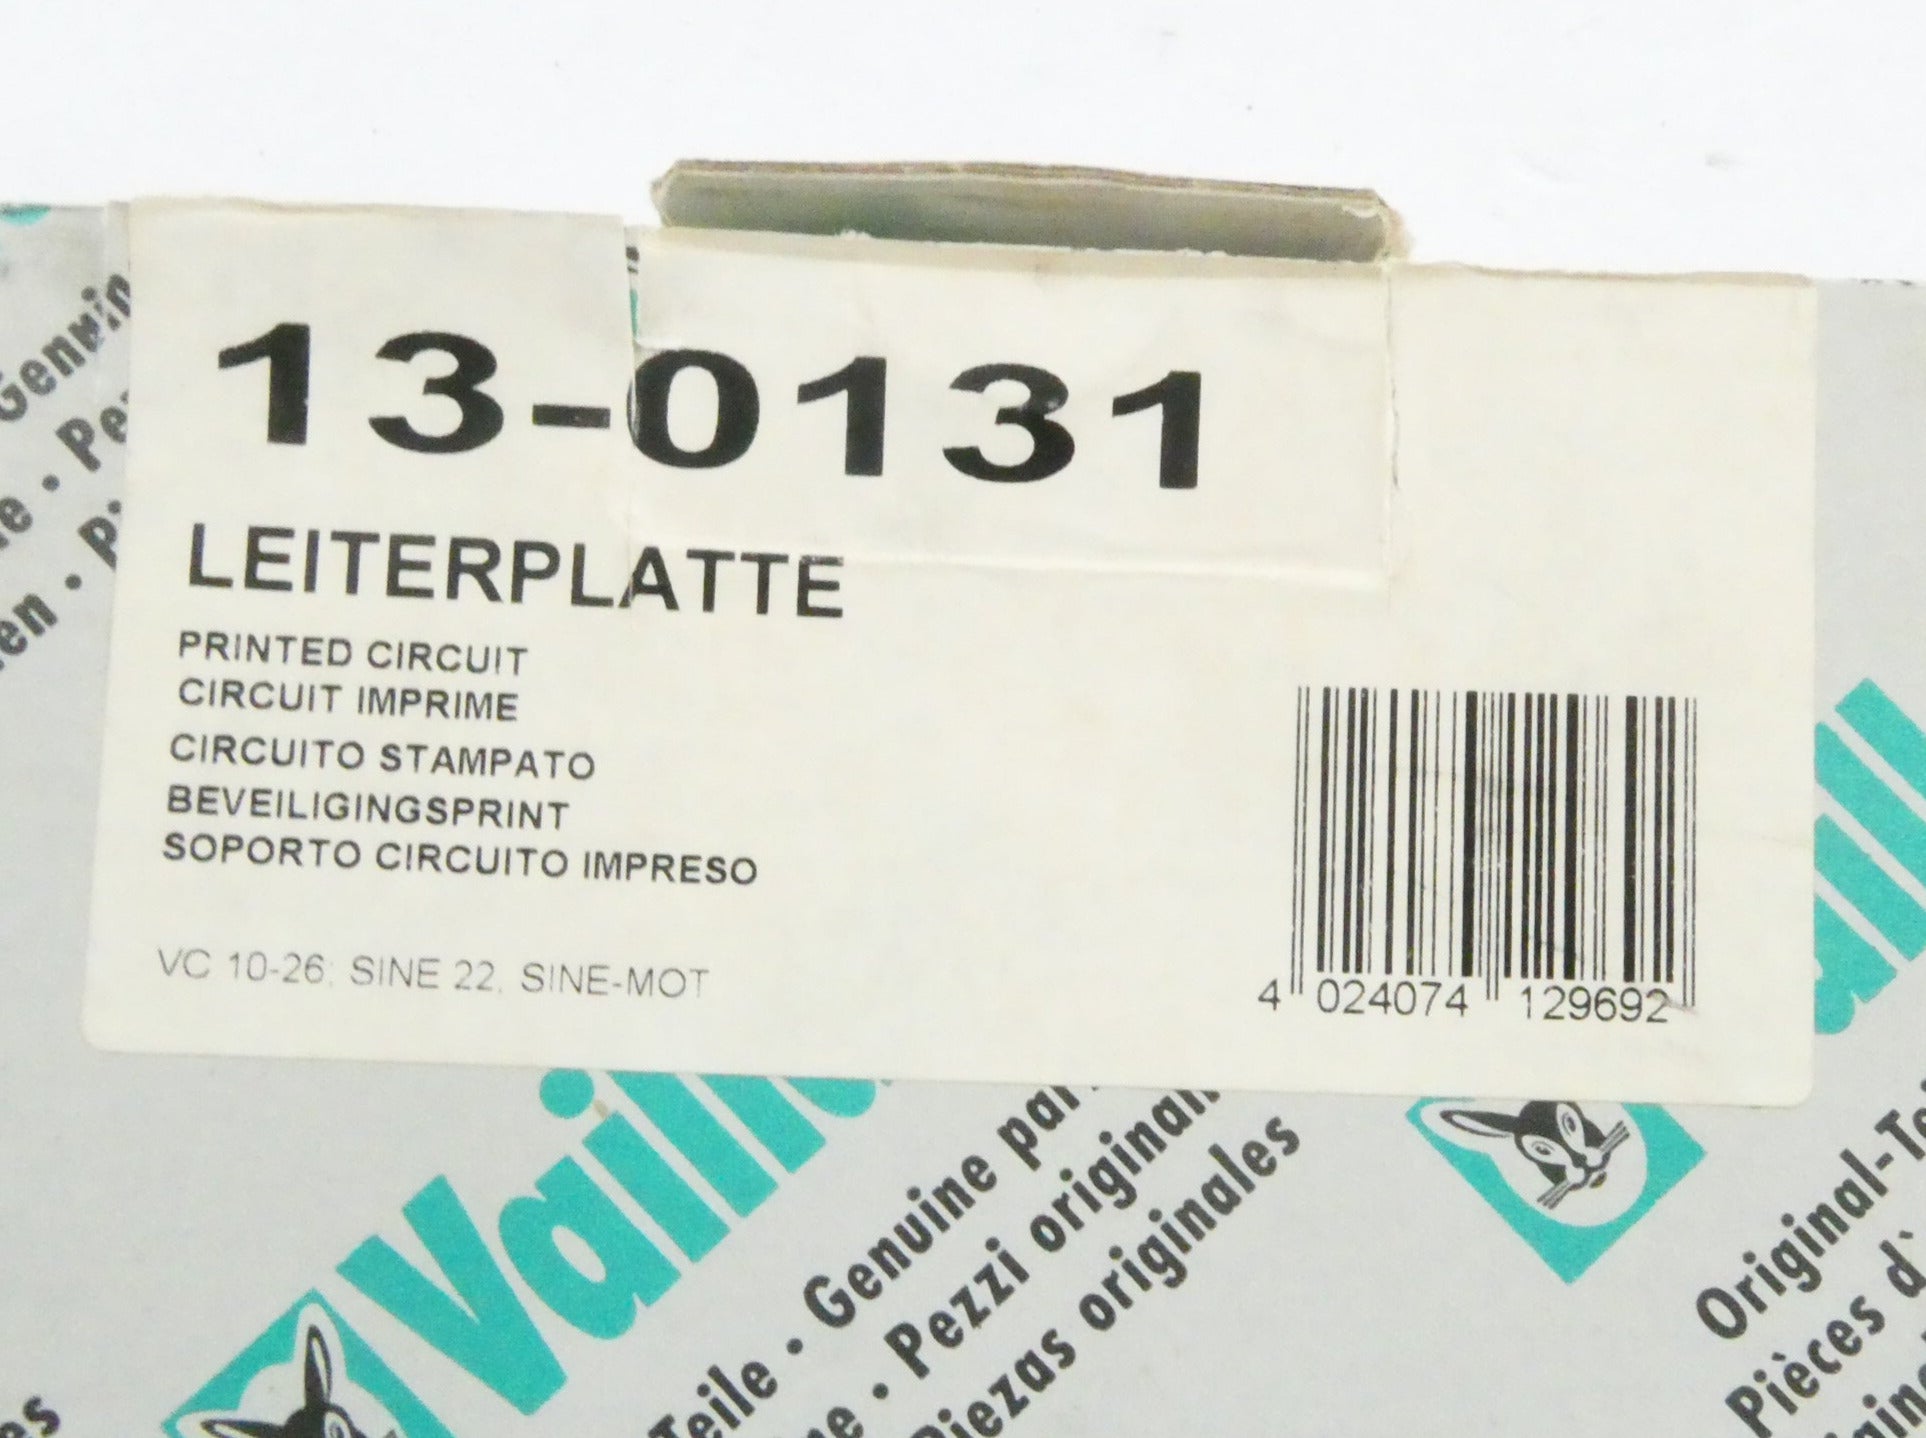 13-0131
LEITERPLATTE
PRINTED CIRCUIT
CIRCUIT IMPRIME
CIRCUITO STAMPATO
BEVEILIGINGSPRINT
SOPORTO CIRCUITO IMPRESO
VC 10-26; SINE 22, SINE-MOT
4 024074 129692
Teile · Genuine
Pezzi originali
Piezas originales
Original-Te
Pièces d'